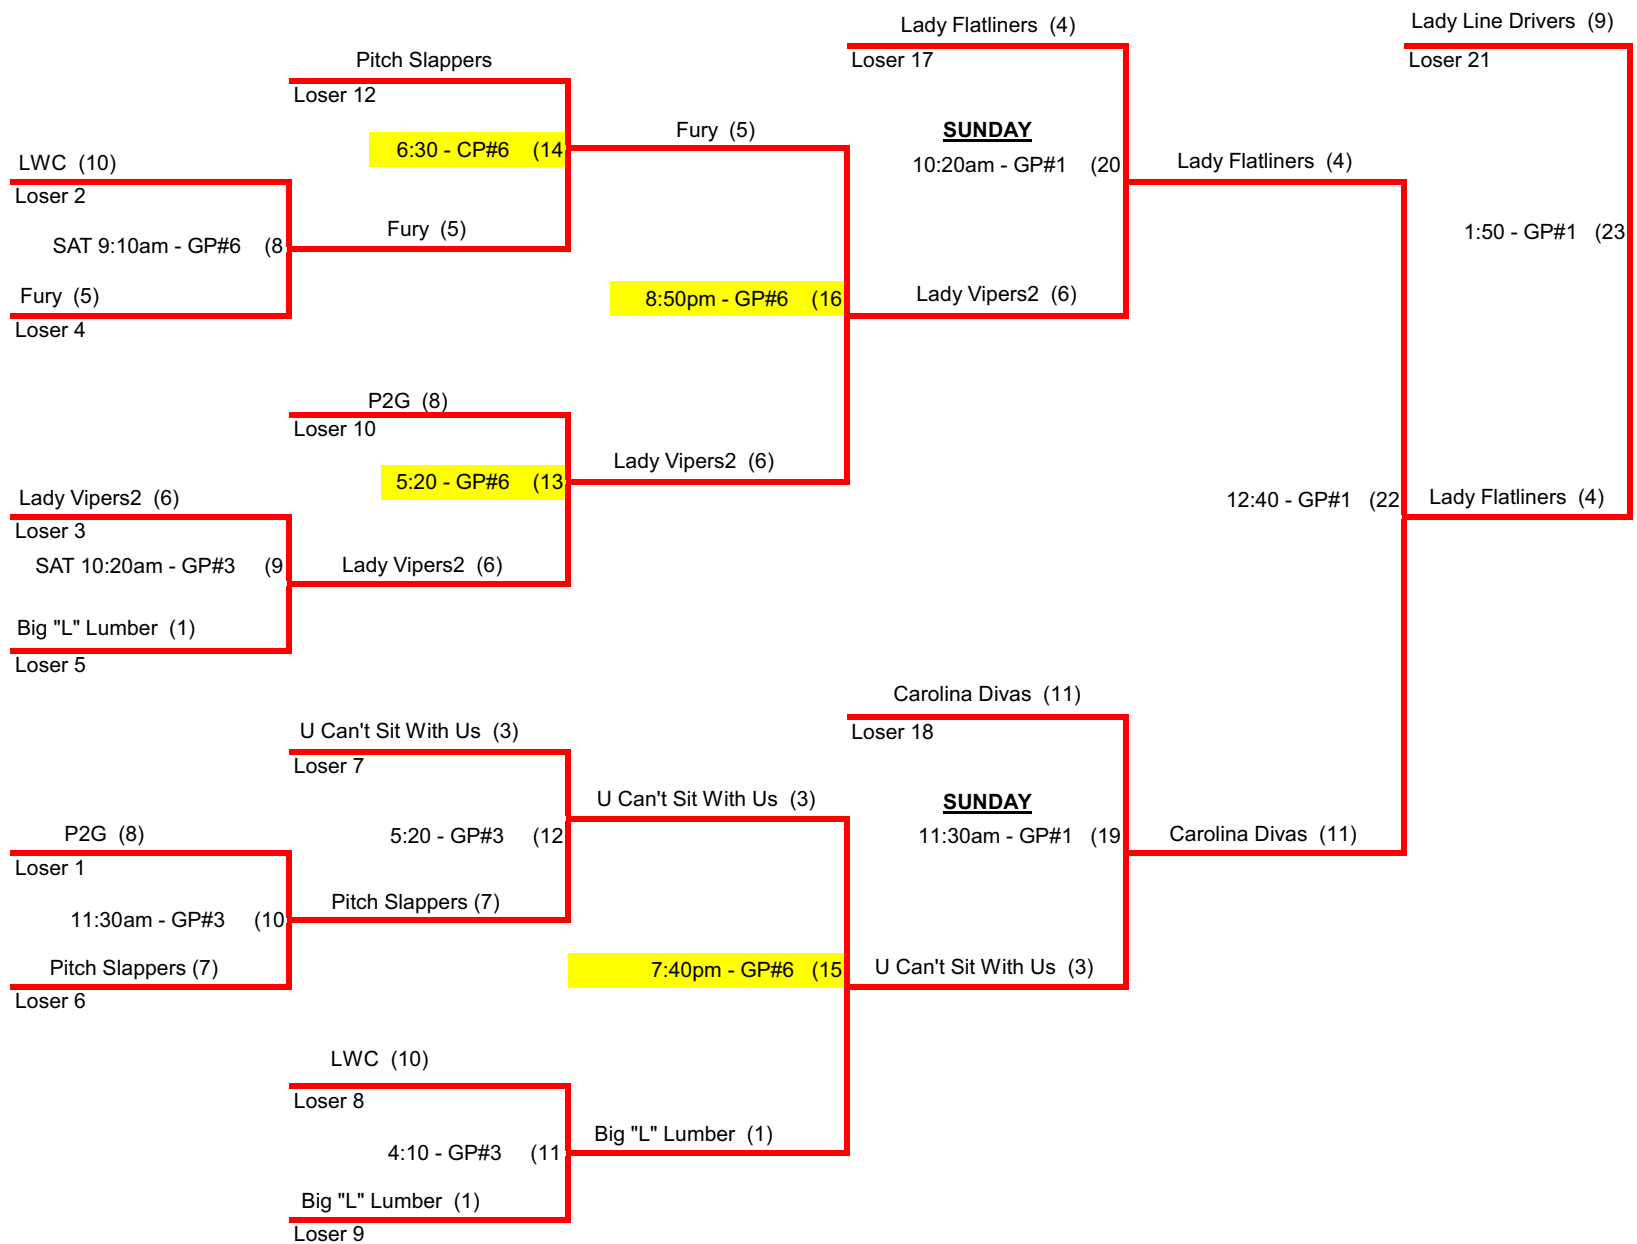 Lady Flatliners  (4)
Lady Line Drivers  (9)
Loser 17
Loser 21
Pitch Slappers
Loser 12
SUNDAY
Fury  (5)
6:30 - CP#6    (14
10:20am - GP#1    (20
Lady Flatliners  (4)
LWC  (10)
Loser 2
Fury  (5)
1:50 - GP#1    (23
SAT 9:10am - GP#6    (8
Fury  (5)
8:50pm - GP#6    (16
Lady Vipers2  (6)
Loser 4
P2G  (8)
Loser 10
Lady Vipers2  (6)
5:20 - GP#6    (13
Lady Vipers2  (6)
12:40 - GP#1    (22
Lady Flatliners  (4)
Loser 3
SAT 10:20am - GP#3    (9
Lady Vipers2  (6)
Big "L" Lumber  (1)
Loser 5
Carolina Divas  (11)
U Can't Sit With Us  (3)
Loser 18
Loser 7
U Can't Sit With Us  (3)
SUNDAY
P2G  (8)
5:20 - GP#3    (12
11:30am - GP#1    (19
Carolina Divas  (11)
Loser 1
Pitch Slappers (7)
11:30am - GP#3    (10
Pitch Slappers (7)
7:40pm - GP#6    (15
U Can't Sit With Us  (3)
Loser 6
LWC  (10)
Loser 8
Big "L" Lumber  (1)
4:10 - GP#3    (11
Big "L" Lumber  (1)
Loser 9